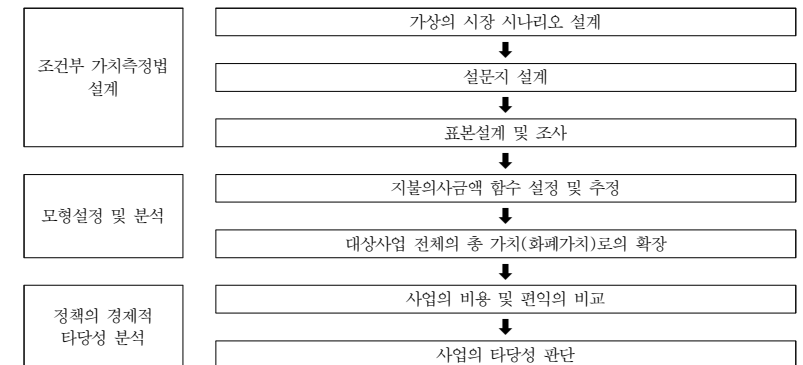 조건부 가치측정법
설계
가상의 시장 시나리오 설계
설문지 설계
표본설계 및 조사
모형설정 및 분석
지불의사금액 함수 설정 및 추정
대상사업 전체의 총 가치(화폐가치)로의 확장
정책의 경제적
타당성 분석
사업의 비용 및 편익의 비교
사업의 타당성 판단